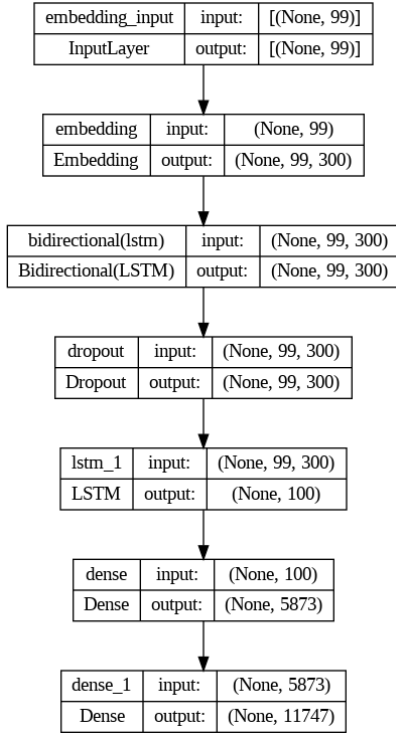 embedding_input input: [(None, 99)]
InputLayer output: [(None, 99)]
embedding input: (None, 99)
Embedding output: (None, 99, 300)
bidirectional(lstm) input: (None, 99, 300)
Bidirectional(LSTM) output: (None, 99, 300)
dropout input: (None, 99, 300)
Dropout output: (None, 99, 300)
lstm_1 input: (None, 99, 300)
LSTM output: (None, 100)
dense input: (None, 100)
Dense output: (None, 5873)
dense_1 input: (None, 5873)
Dense output: (None, 11747)